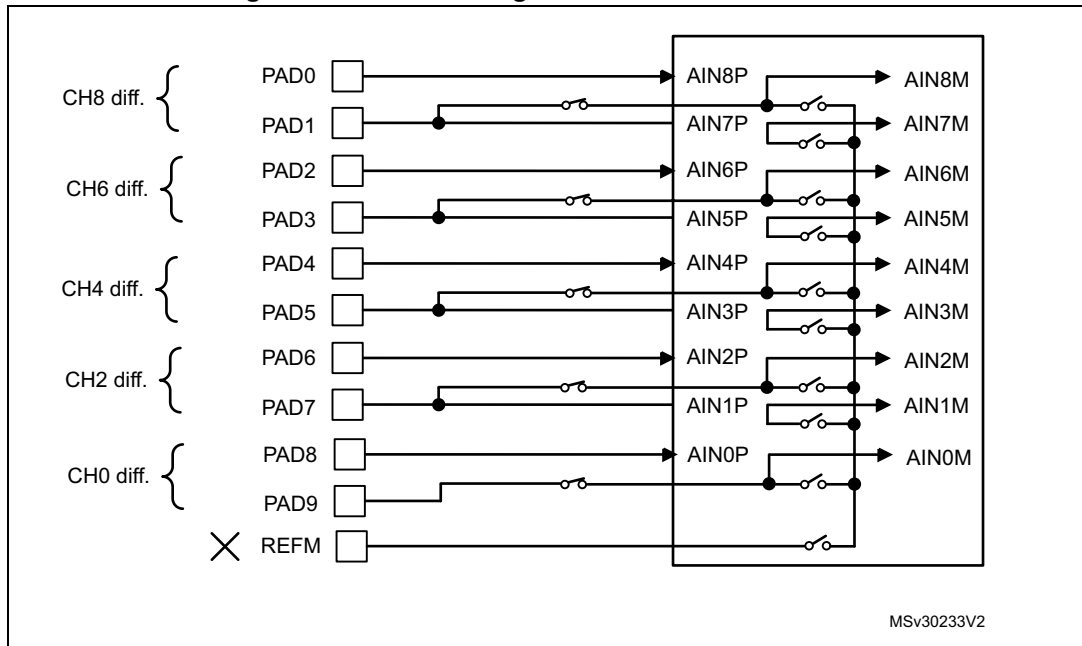 PAD0 AIN8P AIN8M
CH8 diff.
PAD1 AIN7P AIN7M
PAD2 AIN6P AIN6M
CH6 diff.
PAD3 AIN5P AIN5M
PAD4 AIN4P AIN4M
CH4 diff.
PAD5 AIN3P AIN3M
PAD6 AIN2P AIN2M
CH2 diff.
PAD7 AIN1P AIN1M
PAD8 AIN0P AIN0M
CH0 diff.
PAD9
REFM
MSv30233V2